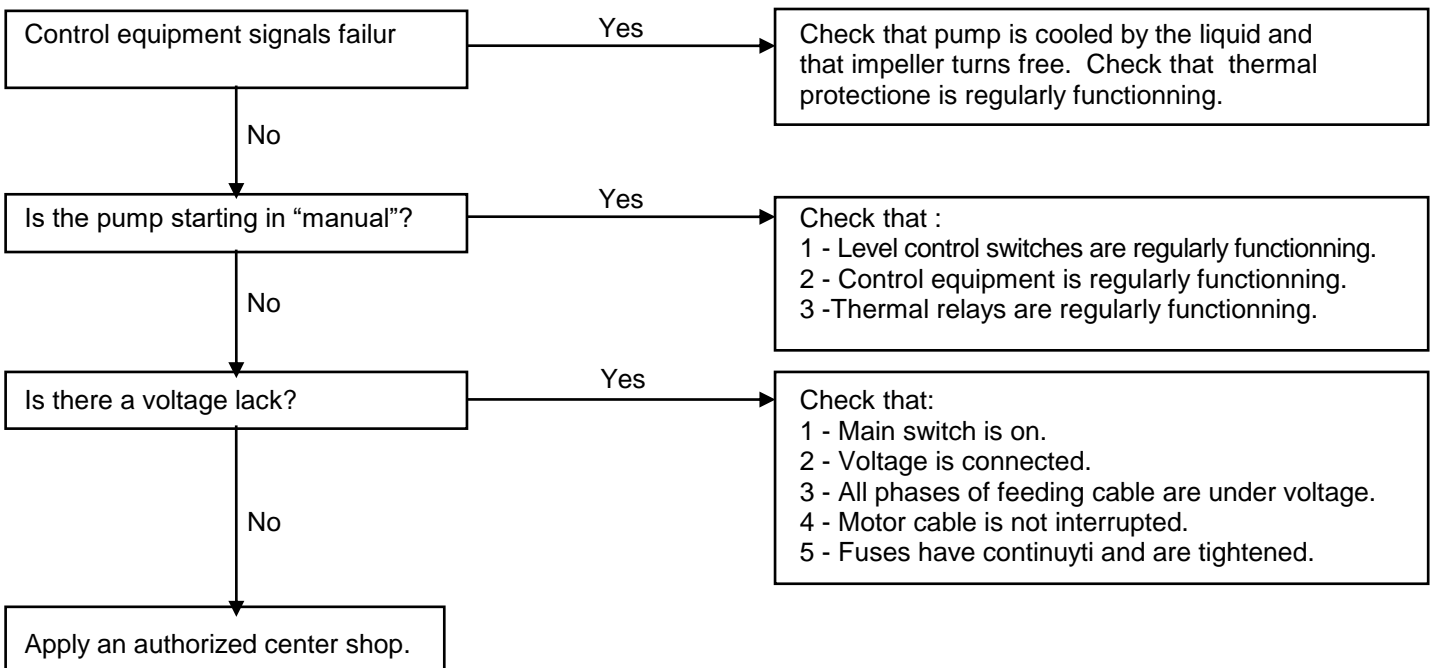 Control equipment signals failur
Yes
Check that pump is cooled by the liquid and
that impeller turns free. Check that thermal
protectione is regularly functionning.
No
Is the pump starting in “manual”?
Yes
Check that :
1 - Level control switches are regularly functionning.
2 - Control equipment is regularly functionning.
3 -Thermal relays are regularly functionning.
No
Is there a voltage lack?
Yes
Check that:
1 - Main switch is on.
2 - Voltage is connected.
3 - All phases of feeding cable are under voltage.
4 - Motor cable is not interrupted.
5 - Fuses have continuyti and are tightened.
No
Apply an authorized center shop.